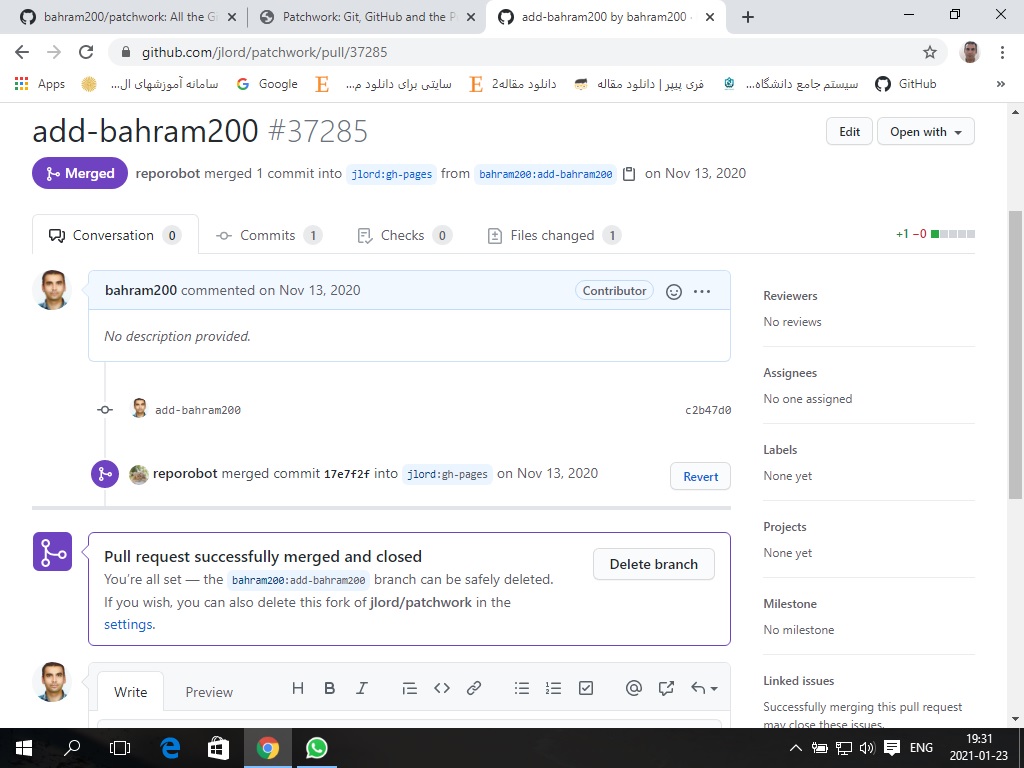 bahram200/patchwork: All the Gi
Patchwork: Git, GitHub and the P
add-bahram200 by bahram200
github.com/jlord/patchwork/pull/37285
Apps
سامانه آموزشهای ال...
Google
سایتی برای دانلود م...
دانلود مقاله2
فری پیپر | دانلود مقاله
سیستم جامع دانشگاه...
GitHub
»
add-bahram200 #37285
Edit
Open with
Merged
reporobot merged 1 commit into jlord:gh-pages from bahram200:add-bahram200 on Nov 13, 2020
Conversation 0
Commits 1
Checks 0
Files changed 1
+1 −0
bahram200 commented on Nov 13, 2020
Contributor
No description provided.
add-bahram200
c2b47d0
reporobot merged commit 17e7f2f into jlord:gh-pages on Nov 13, 2020
Revert
Pull request successfully merged and closed
You’re all set — the bahram200:add-bahram200 branch can be safely deleted.
If you wish, you can also delete this fork of jlord/patchwork in the
settings.
Delete branch
Write
Preview
H B I
@
Reviewers
No reviews
Assignees
No one assigned
Labels
None yet
Projects
None yet
Milestone
No milestone
Linked issues
Successfully merging this pull request
may close these issues.
ENG
19:31
2021-01-23